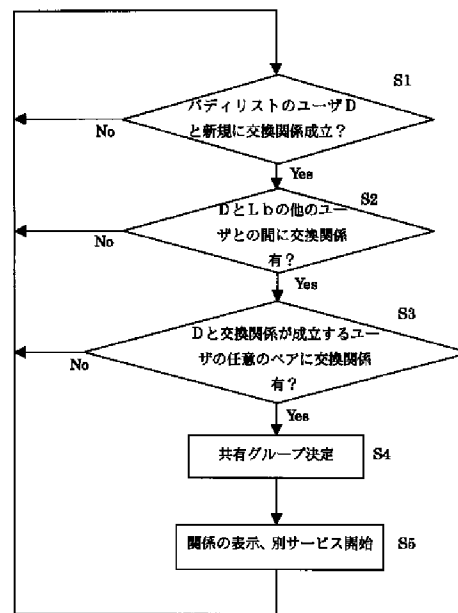 S1
バディリストのユーザD
と新規に交換関係成立？
No
Yes
S2
DとLbの他のユー
ザとの間に交換関係
有？
No
Yes
S3
Dと交換関係が成立するユー
ザの任意のペアに交換関係
有？
No
Yes
共有グループ決定
S4
関係の表示、別サービス開始
S5